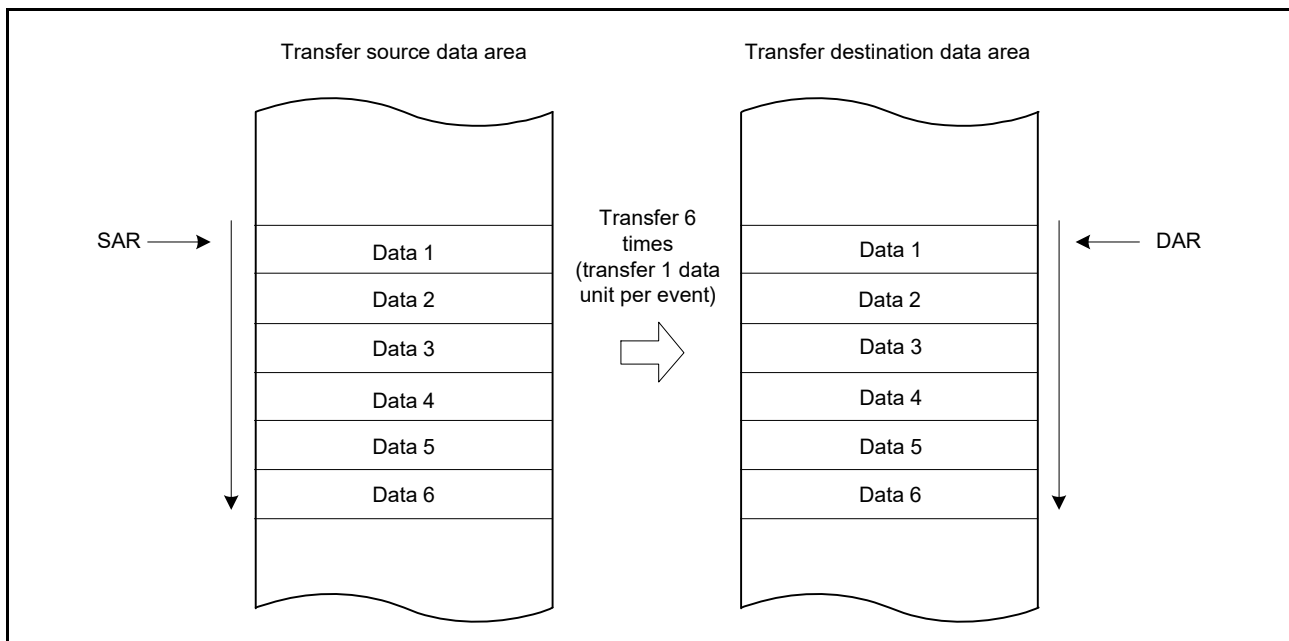 Transfer source data area
Transfer destination data area
SAR
Data 1
Data 2
Data 3
Data 4
Data 5
Data 6
Transfer 6
times
(transfer 1 data
unit per event)
Data 1
Data 2
Data 3
Data 4
Data 5
Data 6
DAR